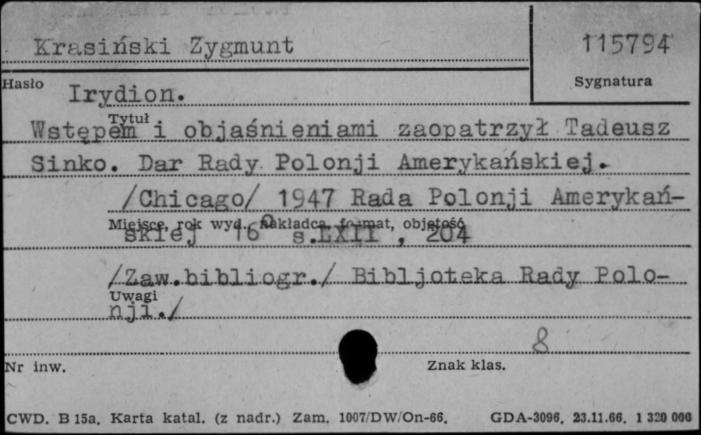 Krasiński Zygmunt
115794
Hasło
Sygnatura
Irydion.
Tytuł
Wstępem i objaśnieniami zaopatrzył Tadeusz
Sinko. Dar Rady Polonji Amerykańskiej.
/Chicago/ 1947 Rada Polonji Amerykań-
Miejsce, rok wyd., nakładca, format, objętość
skiej 16° s.LXII , 204
/Zaw.bibliogr./ Bibljoteka Rady Polo-
Uwagi
nji./
8
Nr inw.
Znak klas.
CWD. B 15a. Karta katal. (z nadr.) Zam. 1007/DW/On-66. GDA-3096. 23.11.66. 1 320 000